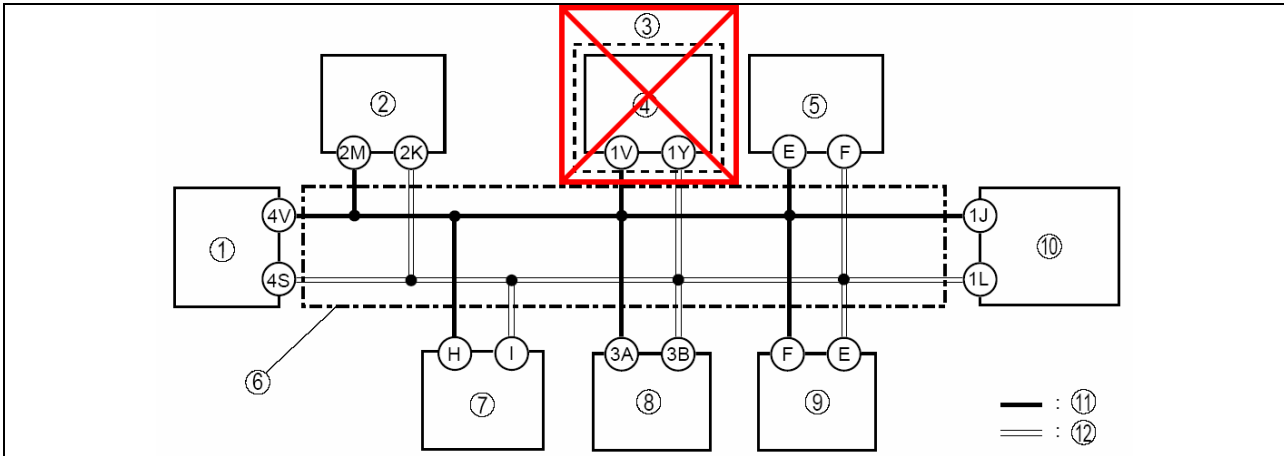 ③
② ④ ⑤
2M 2K 1V 1Y E F
4V 1J
① ⑩
4S 1L
H I 3A 3B F E
⑥
⑦ ⑧ ⑨
: ⑪
: ⑫